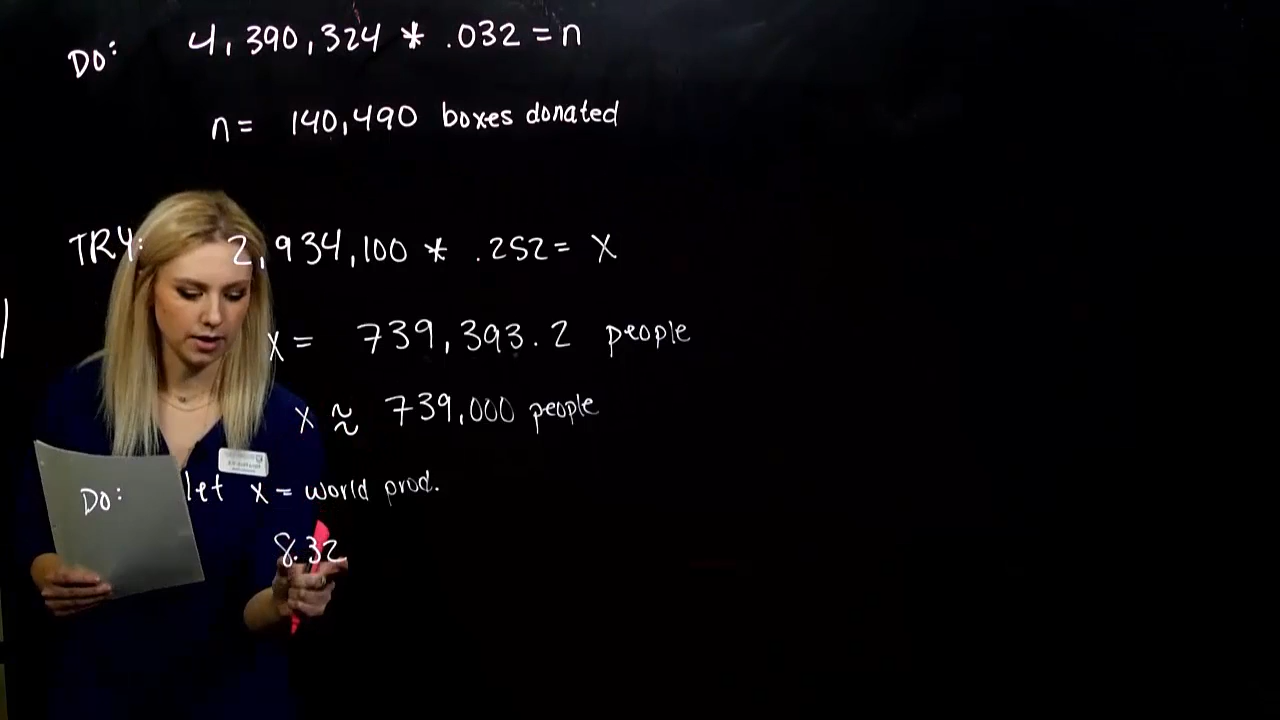 DO: 4,390,324 * .032 = n
n = 140,490 boxes donated
TRY: 2,934,100 * .252 = X
X = 739,393.2 people
X ≈ 739,000 people
Do: let x = world prod.
8.32